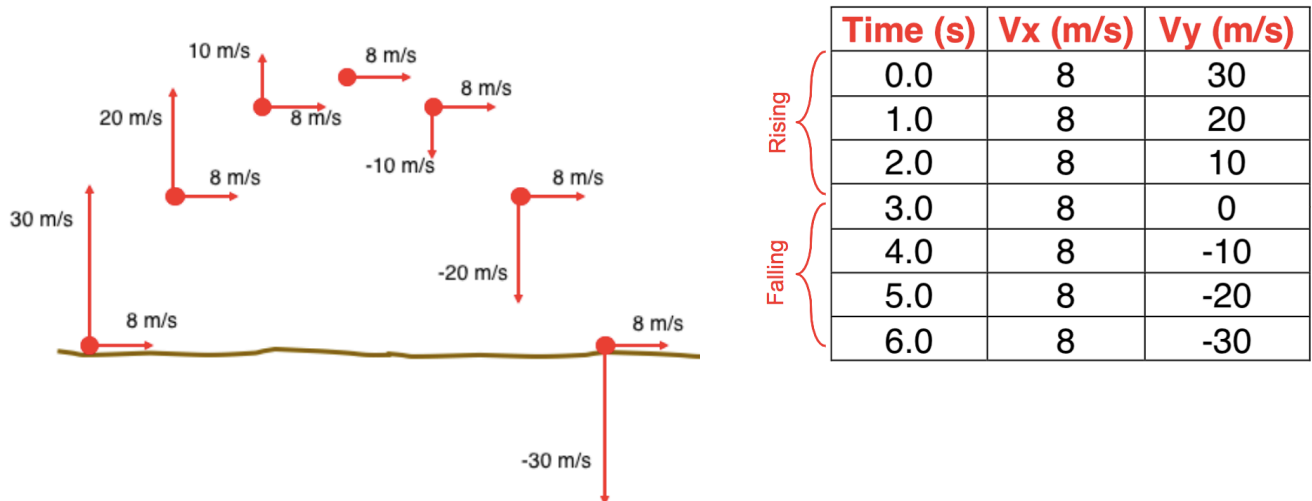 10 m/s
8 m/s
8 m/s
8 m/s
20 m/s
-10 m/s
8 m/s
8 m/s
30 m/s
-20 m/s
8 m/s
8 m/s
-30 m/s
Rising
Falling
Time (s) Vx (m/s) Vy (m/s)
0.0 8 30
1.0 8 20
2.0 8 10
3.0 8 0
4.0 8 -10
5.0 8 -20
6.0 8 -30